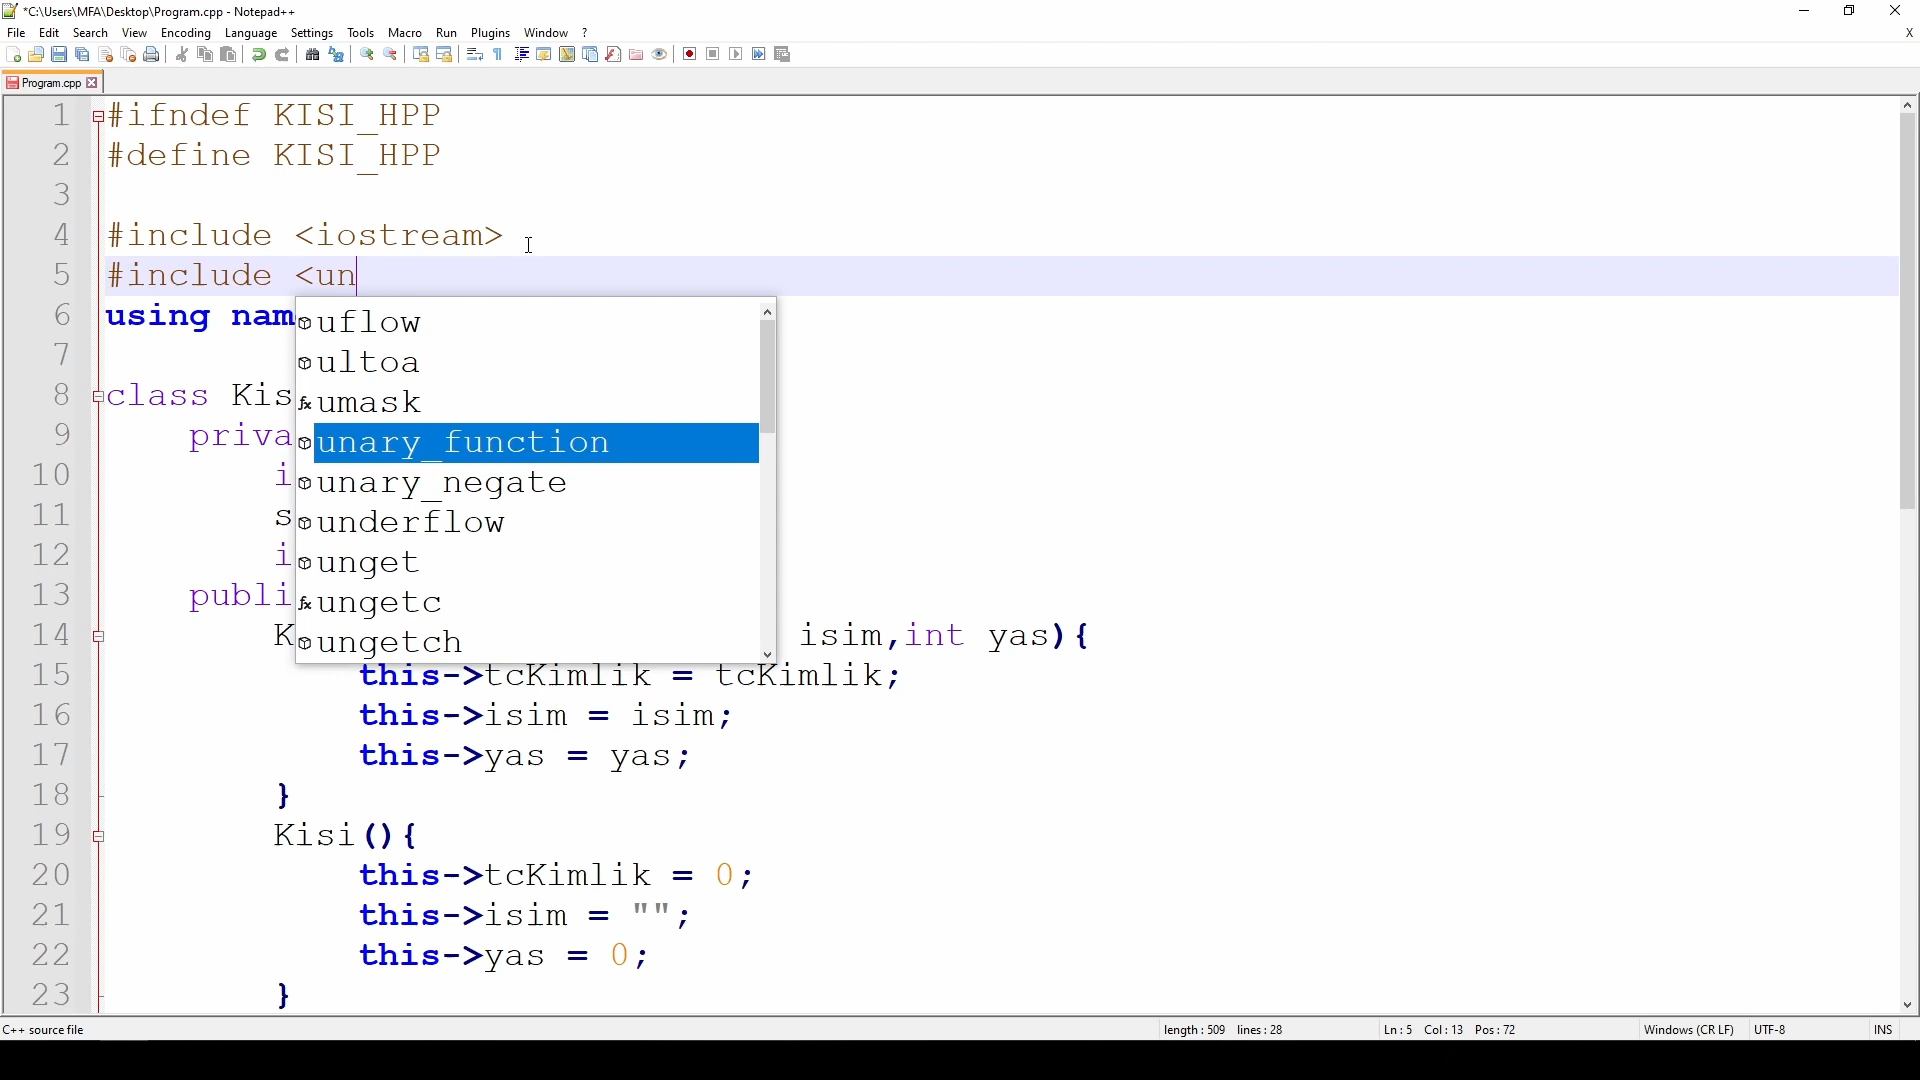 *C:\Users\MFA\Desktop\Program.cpp - Notepad++
File Edit Search View Encoding Language Settings Tools Macro Run Plugins Window ? X
Program.cpp
1 #ifndef KISI_HPP
2 #define KISI_HPP
3
4 #include <iostream>
5 #include <un
6 using nam
7
8 class Kis
9 priva
10 i
11 s
12 i
13 publi
14 K isim,int yas){
15 this->tcKimlik = tcKimlik;
16 this->isim = isim;
17 this->yas = yas;
18 }
19 Kisi(){
20 this->tcKimlik = 0;
21 this->isim = "";
22 this->yas = 0;
23 }
uflow
ultoa
umask
unary_function
unary_negate
underflow
unget
ungetc
ungetch
C++ source file length : 509 lines : 28 Ln : 5 Col : 13 Pos : 72 Windows (CR LF) UTF-8 INS